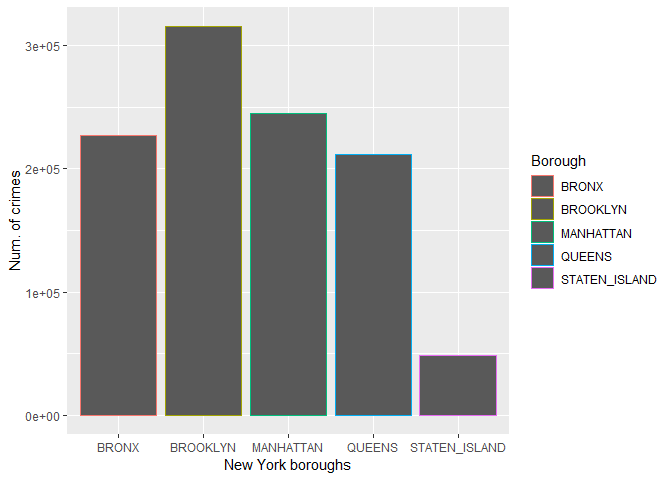 Num. of crimes
3e+05
2e+05
1e+05
0e+00
BRONX BROOKLYN MANHATTAN QUEENS STATEN_ISLAND
New York boroughs
Borough
BRONX
BROOKLYN
MANHATTAN
QUEENS
STATEN_ISLAND